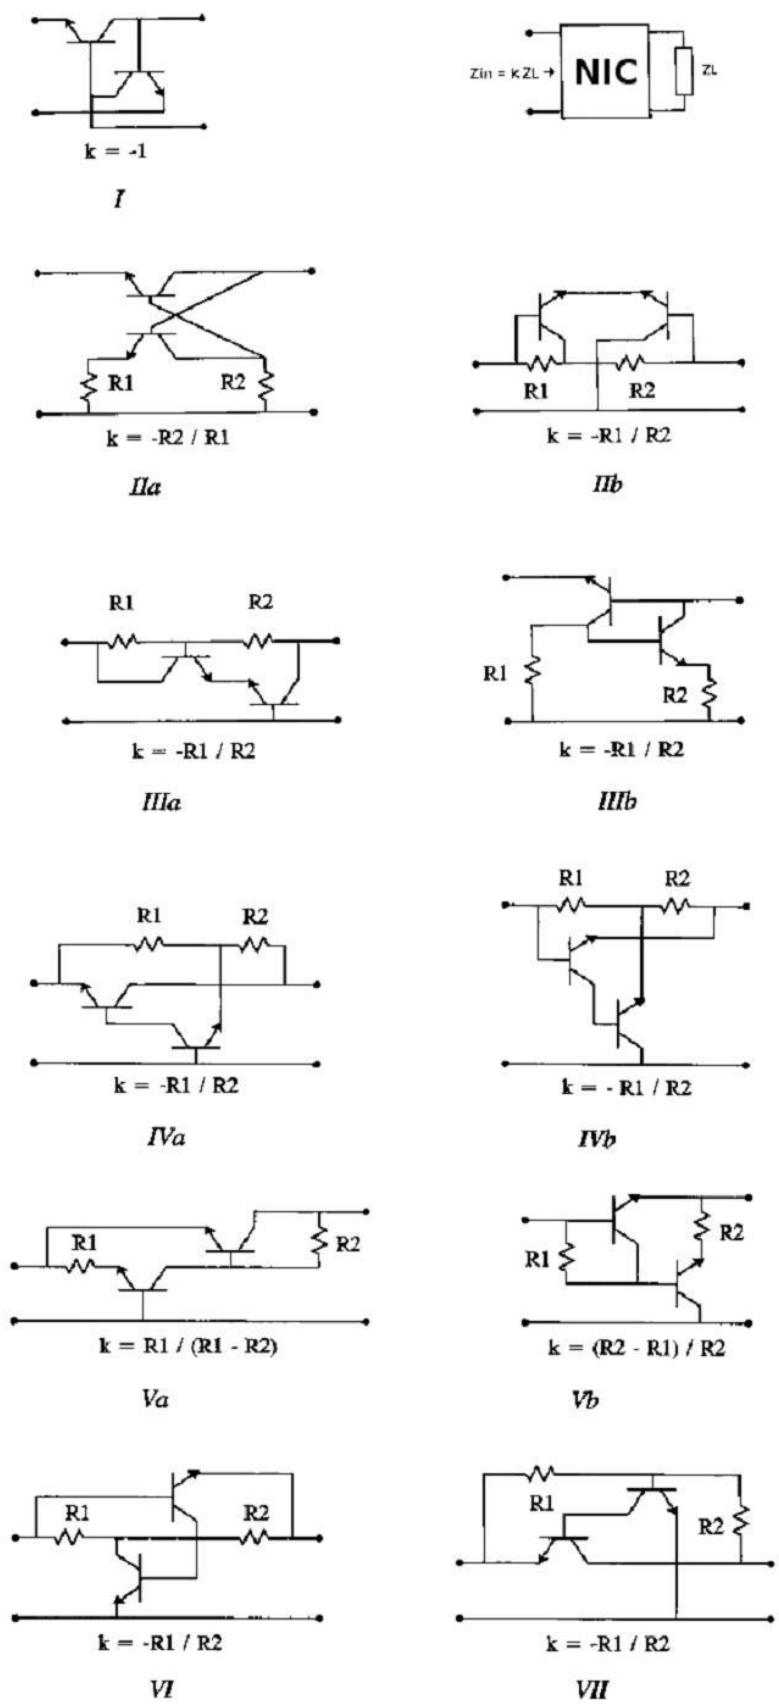 Zin = k ZL → NIC ZL
k = -1
I
R1 R2
k = -R2 / R1
IIa
R1 R2
k = -R1 / R2
IIb
R1 R2
k = -R1 / R2
IIIa
R1
R2
k = -R1 / R2
IIIb
R1 R2
k = -R1 / R2
IVa
R1 R2
k = - R1 / R2
IVb
R1 R2
k = R1 / (R1 - R2)
Va
R1 R2
k = (R2 - R1) / R2
Vb
R1 R2
k = -R1 / R2
VI
R1
R2
k = -R1 / R2
VII